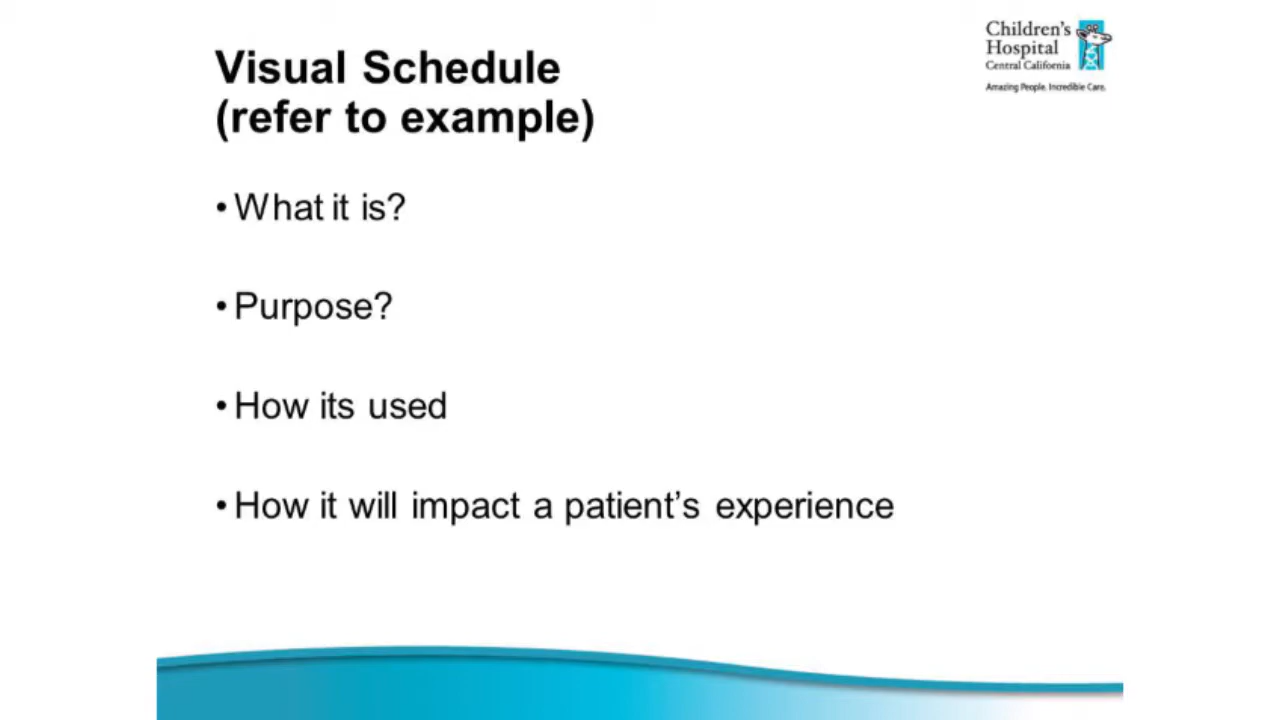 Children's
Hospital
Central California
Amazing People. Incredible Care.
Visual Schedule
(refer to example)
• What it is?
• Purpose?
• How its used
• How it will impact a patient’s experience